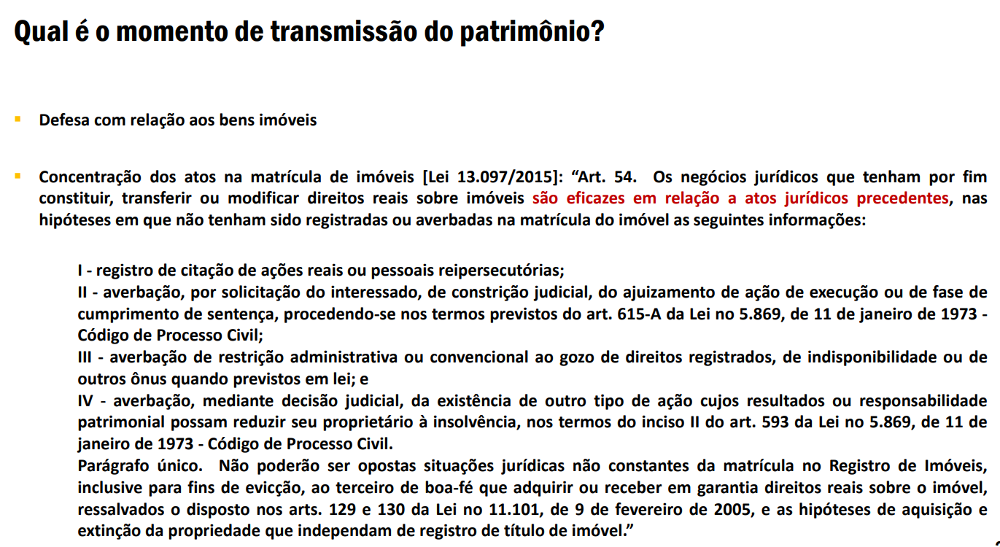 Qual é o momento de transmissão do patrimônio?
Defesa com relação aos bens imóveis
Concentração dos atos na matrícula de imóveis [Lei 13.097/2015]: “Art. 54. Os negócios jurídicos que tenham por fim
constituir, transferir ou modificar direitos reais sobre imóveis são eficazes em relação a atos jurídicos precedentes, nas
hipóteses em que não tenham sido registradas ou averbadas na matrícula do imóvel as seguintes informações:
I - registro de citação de ações reais ou pessoais reipersecutórias;
II - averbação, por solicitação do interessado, de constrição judicial, do ajuizamento de ação de execução ou de fase de
cumprimento de sentença, procedendo-se nos termos previstos do art. 615-A da Lei no 5.869, de 11 de janeiro de 1973 -
Código de Processo Civil;
III - averbação de restrição administrativa ou convencional ao gozo de direitos registrados, de indisponibilidade ou de
outros ônus quando previstos em lei; e
IV - averbação, mediante decisão judicial, da existência de outro tipo de ação cujos resultados ou responsabilidade
patrimonial possam reduzir seu proprietário à insolvência, nos termos do inciso II do art. 593 da Lei no 5.869, de 11 de
janeiro de 1973 - Código de Processo Civil.
Parágrafo único. Não poderão ser opostas situações jurídicas não constantes da matrícula no Registro de Imóveis,
inclusive para fins de evicção, ao terceiro de boa-fé que adquirir ou receber em garantia direitos reais sobre o imóvel,
ressalvados o disposto nos arts. 129 e 130 da Lei no 11.101, de 9 de fevereiro de 2005, e as hipóteses de aquisição e
extinção da propriedade que independam de registro de título de imóvel.”